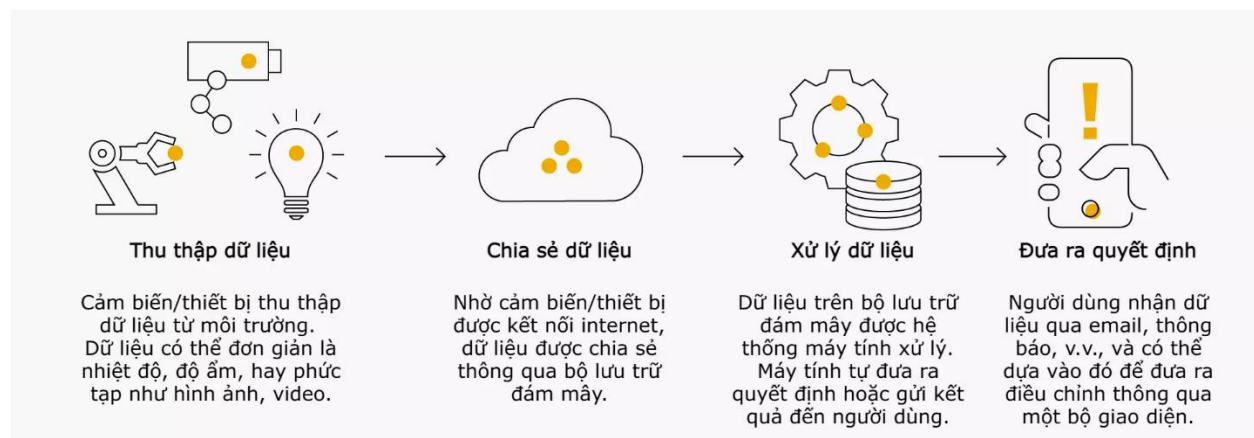 Thu thập dữ liệu
Cảm biến/thiết bị thu thập
dữ liệu từ môi trường.
Dữ liệu có thể đơn giản là
nhiệt độ, độ ẩm, hay phức
tạp như hình ảnh, video.
Chia sẻ dữ liệu
Nhờ cảm biến/thiết bị
được kết nối internet,
dữ liệu được chia sẻ
thông qua bộ lưu trữ
đám mây.
Xử lý dữ liệu
Dữ liệu trên bộ lưu trữ
đám mây được hệ
thống máy tính xử lý.
Máy tính tự đưa ra
quyết định hoặc gửi kết
quả đến người dùng.
Đưa ra quyết định
Người dùng nhận dữ
liệu qua email, thông
báo, v.v., và có thể
dựa vào đó để đưa ra
điều chỉnh thông qua
một bộ giao diện.